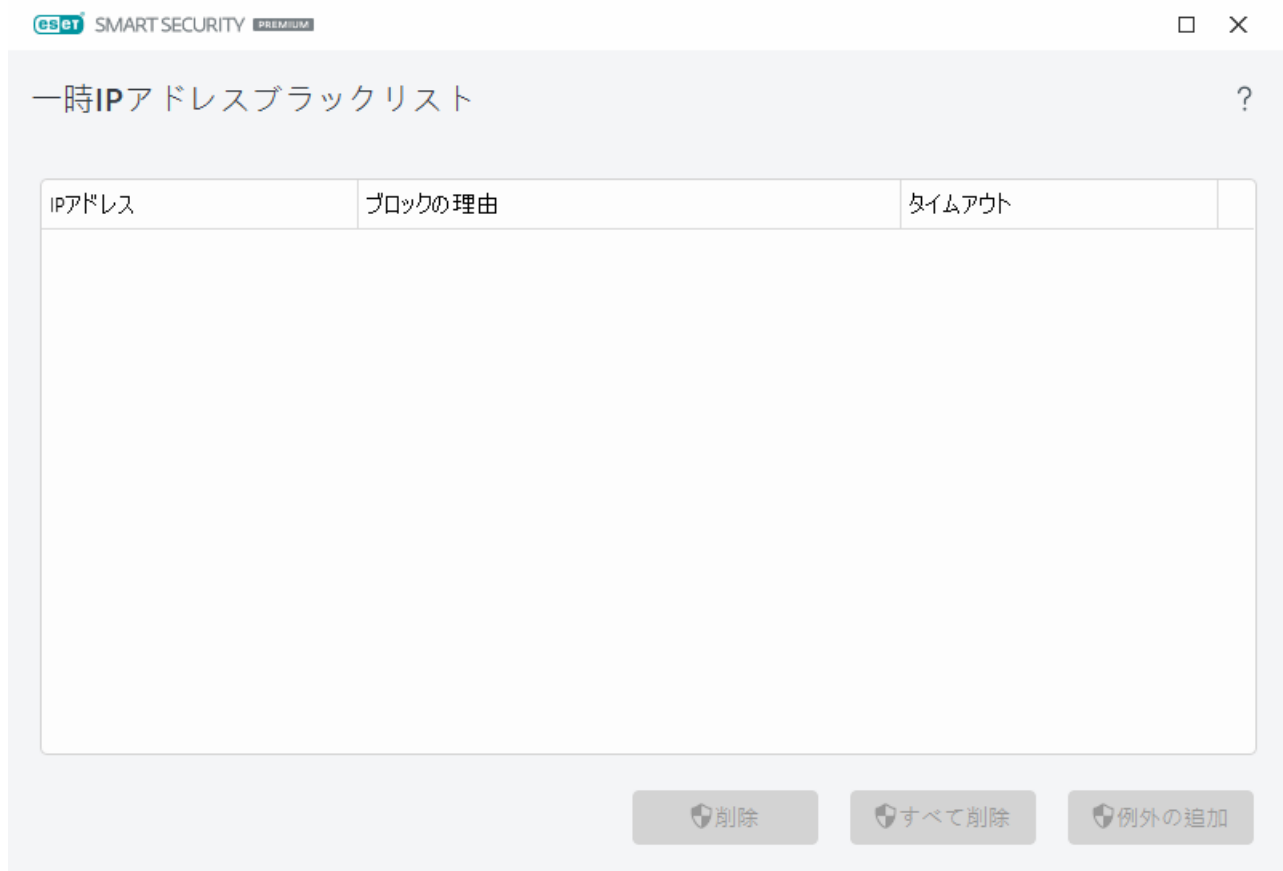 eset SMART SECURITY PREMIUM
一時IPアドレスブラックリスト ?
IPアドレス ブロックの理由 タイムアウト
削除 すべて削除 例外の追加